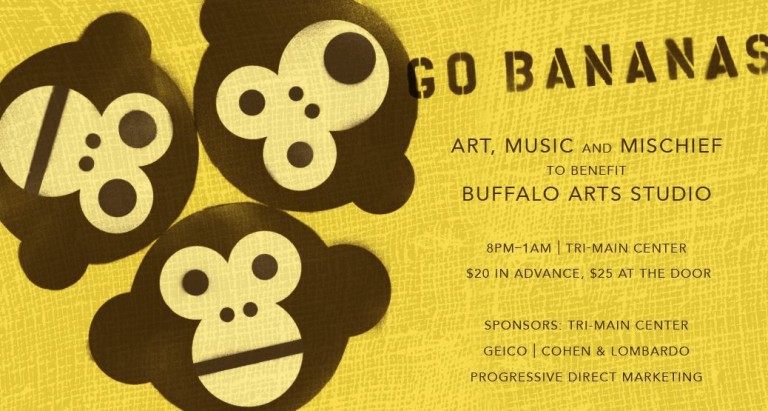 GO BANANAS
ART, MUSIC AND MISCHIEF
TO BENEFIT
BUFFALO ARTS STUDIO
8PM–1AM | TRI-MAIN CENTER
$20 IN ADVANCE, $25 AT THE DOOR
SPONSORS: TRI-MAIN CENTER
GEICO | COHEN & LOMBARDO
PROGRESSIVE DIRECT MARKETING